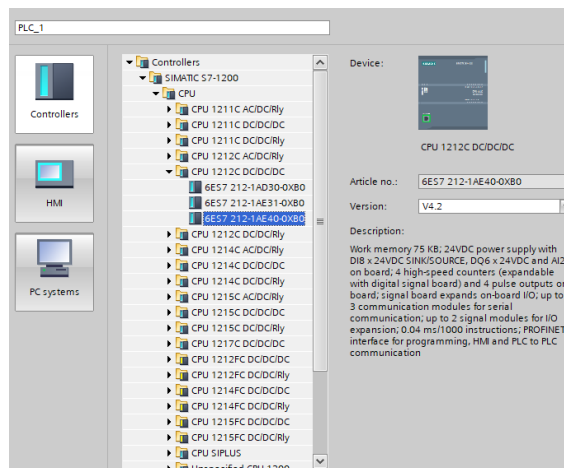 PLC_1
Controllers
HMI
PC systems
Controllers
SIMATIC S7-1200
CPU
CPU 1211C AC/DC/Rly
CPU 1211C DC/DC/DC
CPU 1211C DC/DC/Rly
CPU 1212C AC/DC/Rly
CPU 1212C DC/DC/DC
6ES7 212-1AD30-0XB0
6ES7 212-1AE31-0XB0
6ES7 212-1AE40-0XB0
CPU 1212C DC/DC/Rly
CPU 1214C AC/DC/Rly
CPU 1214C DC/DC/DC
CPU 1214C DC/DC/Rly
CPU 1215C AC/DC/Rly
CPU 1215C DC/DC/DC
CPU 1215C DC/DC/Rly
CPU 1217C DC/DC/DC
CPU 1212FC DC/DC/DC
CPU 1212FC DC/DC/Rly
CPU 1214FC DC/DC/DC
CPU 1214FC DC/DC/Rly
CPU 1215FC DC/DC/DC
CPU 1215FC DC/DC/Rly
CPU SIPLUS
Unspecified CPU 1200
Device:
CPU 1212C DC/DC/DC
Article no.: 6ES7 212-1AE40-0XB0
Version: V4.2
Description:
Work memory 75 KB; 24VDC power supply with
DI8 x 24VDC SINK/SOURCE, DQ6 x 24VDC and AI2
on board; 4 high-speed counters (expandable
with digital signal board) and 4 pulse outputs on
board; signal board expands on-board I/O; up to
3 communication modules for serial
communication; up to 2 signal modules for I/O
expansion; 0.04 ms/1000 instructions; PROFINET
interface for programming, HMI and PLC to PLC
communication